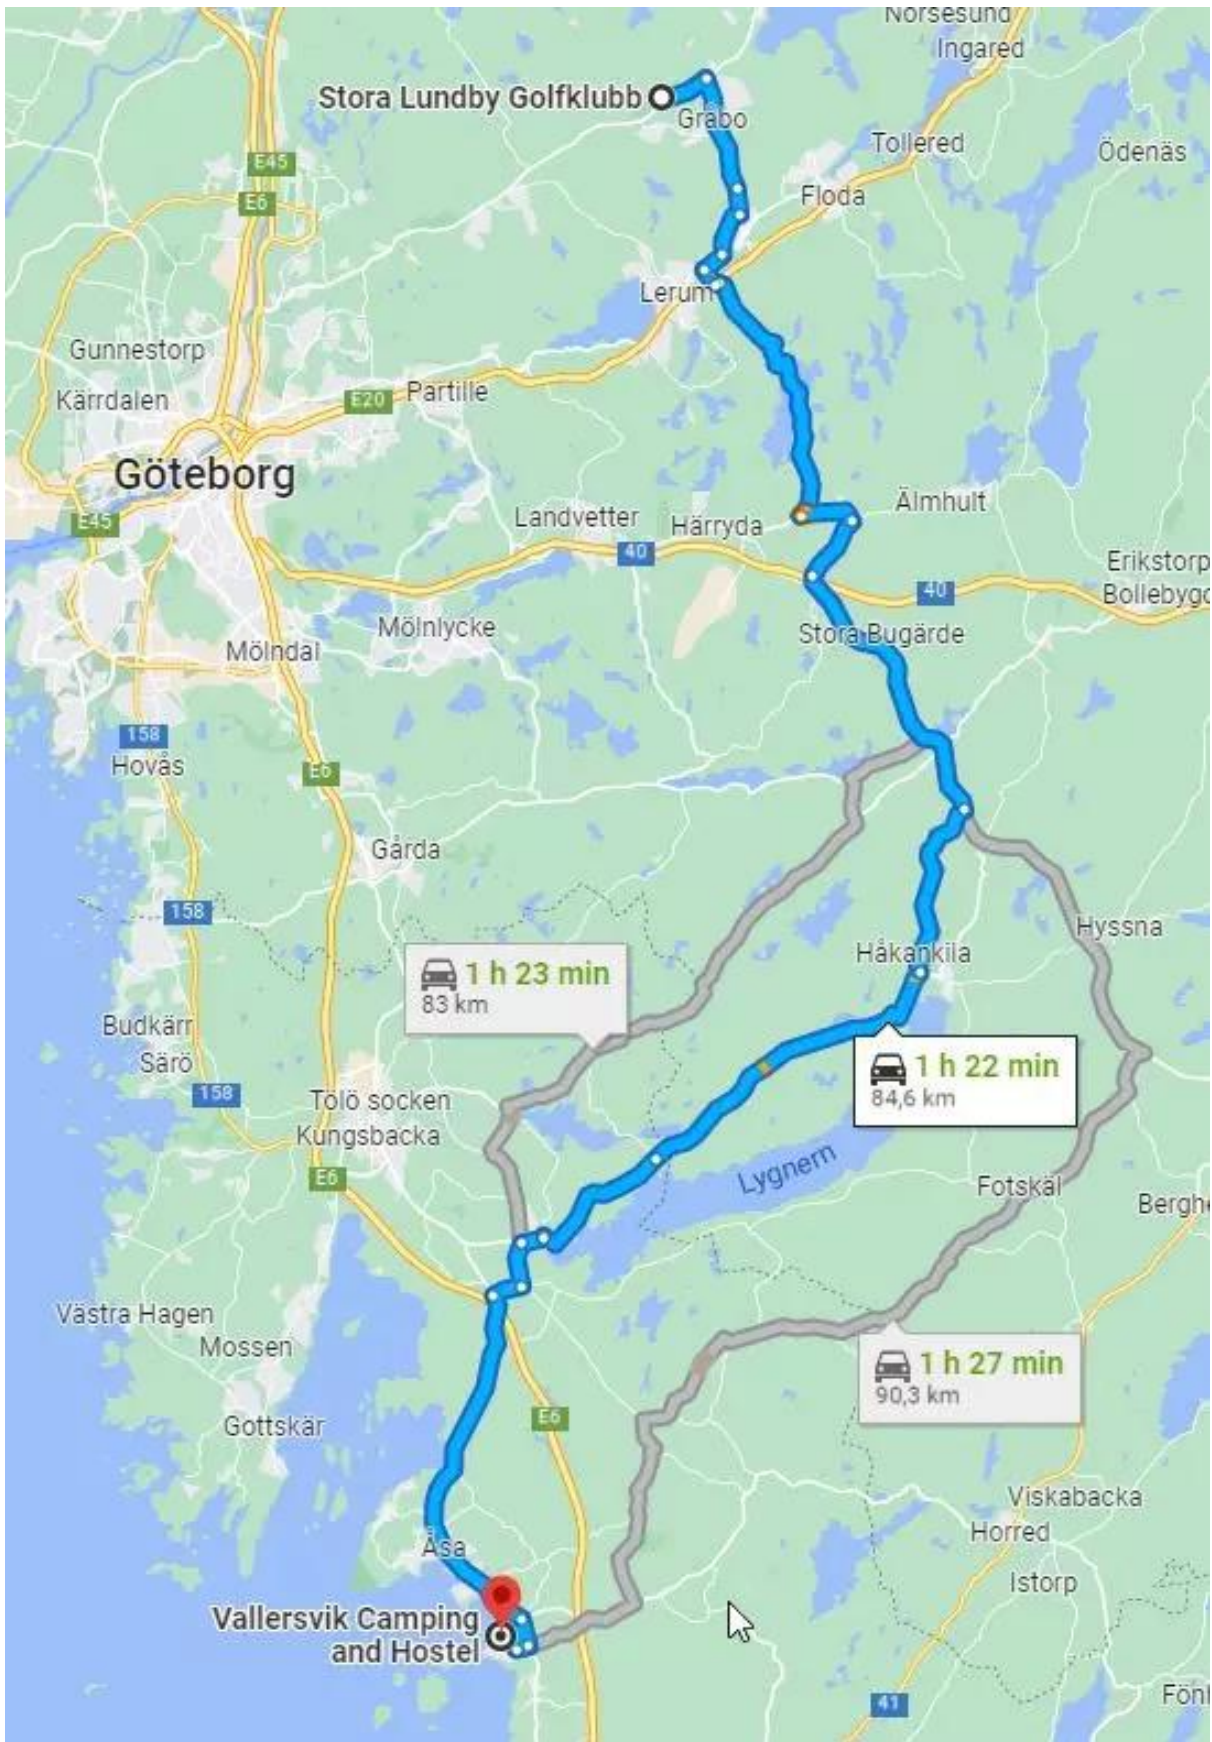 Norsesund
Ingared
Stora Lundby Golfklubb
Gråbo
Tollered
Ödenäs
E45
E6
Floda
Lerum
Gunnestorp
Kärrdalen
E20
Partille
Göteborg
E45
Landvetter
Härryda
Älmhult
40
Erikstorp
Bollebygd
40
Mölnlycke
Stora Bugärde
Mölndal
158
Hovås
E6
Gårda
158
Hyssna
Håkankila
1 h 23 min
83 km
Budkärr
Särö
1 h 22 min
84,6 km
158
Tölö socken
Kungsbacka
Lygnern
E6
Fotskäl
Berghe
Västra Hagen
Mossen
1 h 27 min
90,3 km
Gottskär
E6
Viskabacka
Horred
Åsa
Istorp
Vallersvik Camping
and Hostel
41